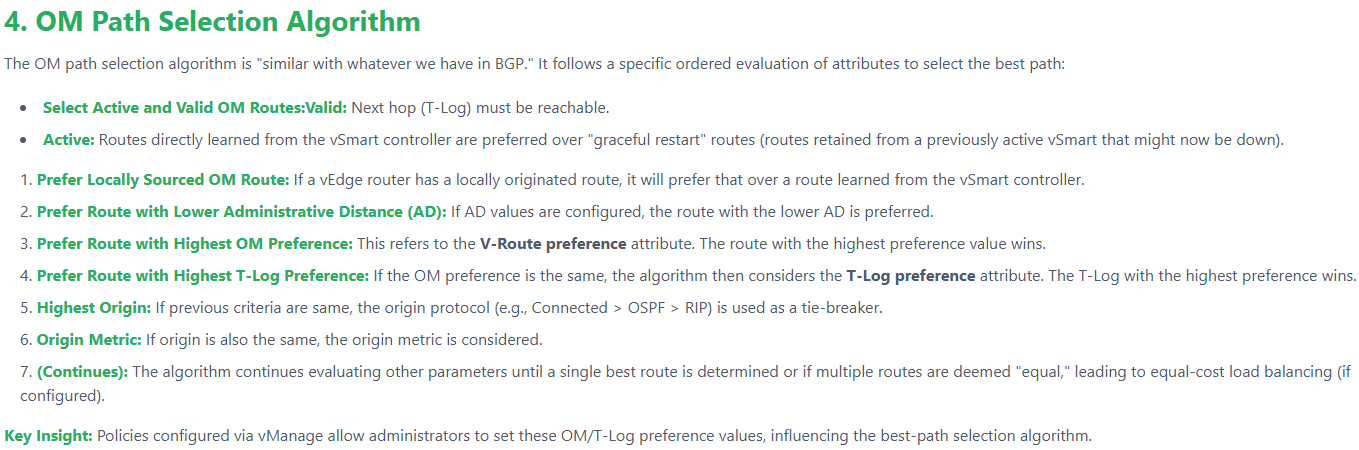 4. OM Path Selection Algorithm
The OM path selection algorithm is "similar with whatever we have in BGP." It follows a specific ordered evaluation of attributes to select the best path:
• Select Active and Valid OM Routes:Valid: Next hop (T-Log) must be reachable.
• Active: Routes directly learned from the vSmart controller are preferred over "graceful restart" routes (routes retained from a previously active vSmart that might now be down).
1. Prefer Locally Sourced OM Route: If a vEdge router has a locally originated route, it will prefer that over a route learned from the vSmart controller.
2. Prefer Route with Lower Administrative Distance (AD): If AD values are configured, the route with the lower AD is preferred.
3. Prefer Route with Highest OM Preference: This refers to the V-Route preference attribute. The route with the highest preference value wins.
4. Prefer Route with Highest T-Log Preference: If the OM preference is the same, the algorithm then considers the T-Log preference attribute. The T-Log with the highest preference wins.
5. Highest Origin: If previous criteria are same, the origin protocol (e.g., Connected > OSPF > RIP) is used as a tie-breaker.
6. Origin Metric: If origin is also the same, the origin metric is considered.
7. (Continues): The algorithm continues evaluating other parameters until a single best route is determined or if multiple routes are deemed "equal," leading to equal-cost load balancing (if
configured).
Key Insight: Policies configured via vManage allow administrators to set these OM/T-Log preference values, influencing the best-path selection algorithm.